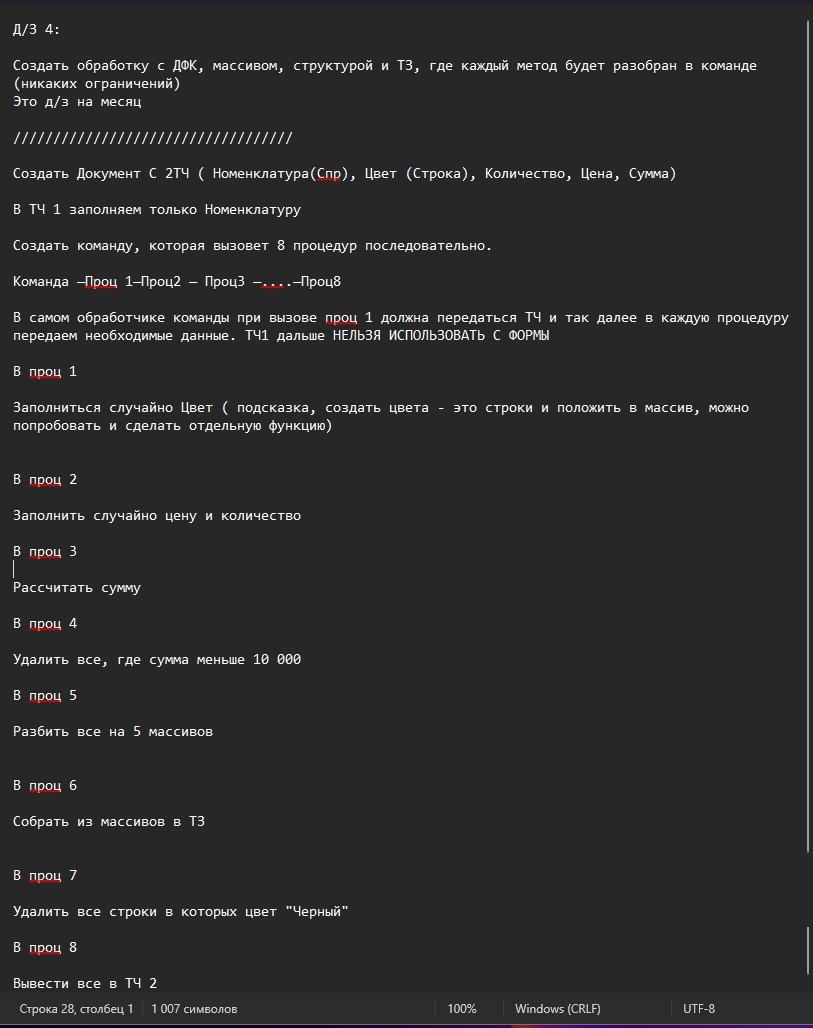 Д/З 4:
Создать обработку с ДФК, массивом, структурой и ТЗ, где каждый метод будет разобран в команде
(никаких ограничений)
Это д/з на месяц
///////////////////////////////////
Создать Документ С 2ТЧ ( Номенклатура(Спр), Цвет (Строка), Количество, Цена, Сумма)
В ТЧ 1 заполняем только Номенклатуру
Создать команду, которая вызовет 8 процедур последовательно.
Команда —Проц 1—Проц2 — Проц3 —....—Проц8
В самом обработчике команды при вызове проц 1 должна передаться ТЧ и так далее в каждую процедуру
передаем необходимые данные. ТЧ1 дальше НЕЛЬЗЯ ИСПОЛЬЗОВАТЬ С ФОРМЫ
В проц 1
Заполниться случайно Цвет ( подсказка, создать цвета - это строки и положить в массив, можно
попробовать и сделать отдельную функцию)
В проц 2
Заполнить случайно цену и количество
В проц 3
Рассчитать сумму
В проц 4
Удалить все, где сумма меньше 10 000
В проц 5
Разбить все на 5 массивов
В проц 6
Собрать из массивов в ТЗ
В проц 7
Удалить все строки в которых цвет "Черный"
В проц 8
Вывести все в ТЧ 2
Строка 28, столбец 1 1 007 символов 100% Windows (CRLF) UTF-8